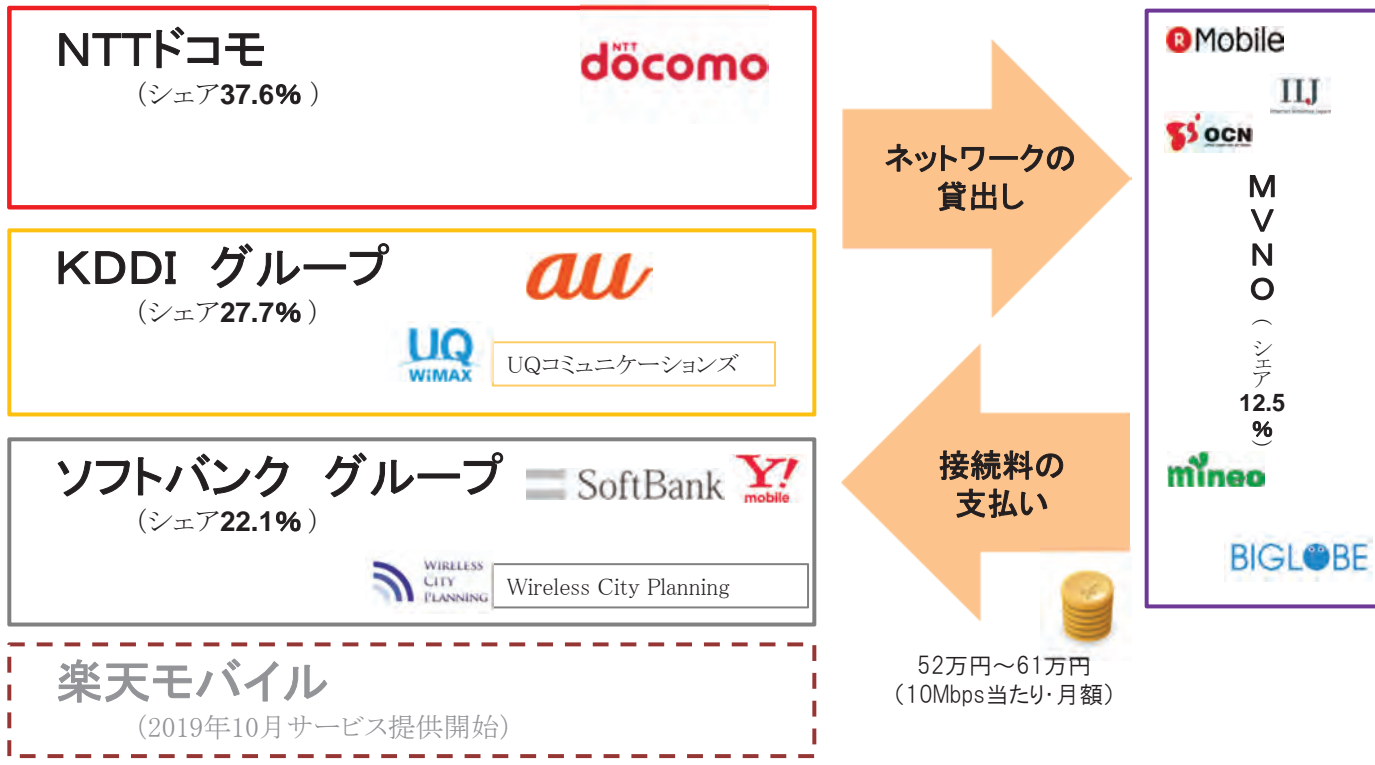 NTTドコモ
（シェア37.6% ）
NTT
döcomo
KDDI グループ
（シェア27.7% ）
au
UQ
WiMAX
UQコミュニケーションズ
ソフトバンク グループ
（シェア22.1% ）
SoftBank
Y!
mobile
WIRELESS
CITY
PLANNING
Wireless City Planning
楽天モバイル
（2019年10月サービス提供開始）
ネットワークの
貸出し
接続料の
支払い
52万円～61万円
（10Mbps当たり・月額）
R Mobile
IIJ
OCN
MVNO（シェア12.5%）
mineo
BIGLOBE